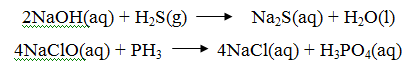 2NaOH(aq) + H₂S(g) ⟶ Na₂S(aq) + H₂O(l)
4NaClO(aq) + PH₃ ⟶ 4NaCl(aq) + H₃PO₄(aq)